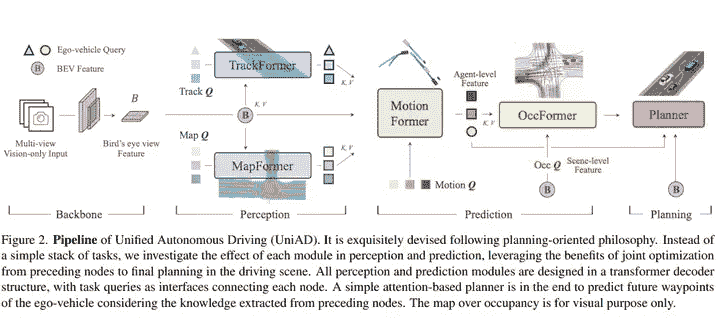 Ego-vehicle Query
B BEV Feature
TrackFormer
Track Q
K, V
B
Multi-view
Vision-only Input
Bird's eye view
Feature
B
Map Q
K, V
MapFormer
Motion
Former
Agent-level
Feature
K, V
OccFormer
Planner
Occ Q
Scene-level
Feature
Motion Q
B
B
Backbone
Perception
Prediction
Planning
Figure 2. Pipeline of Unified Autonomous Driving (UniAD). It is exquisitely devised following planning-oriented philosophy. Instead of
a simple stack of tasks, we investigate the effect of each module in perception and prediction, leveraging the benefits of joint optimization
from preceding nodes to final planning in the driving scene. All perception and prediction modules are designed in a transformer decoder
structure, with task queries as interfaces connecting each node. A simple attention-based planner is in the end to predict future waypoints
of the ego-vehicle considering the knowledge extracted from preceding nodes. The map over occupancy is for visual purpose only.